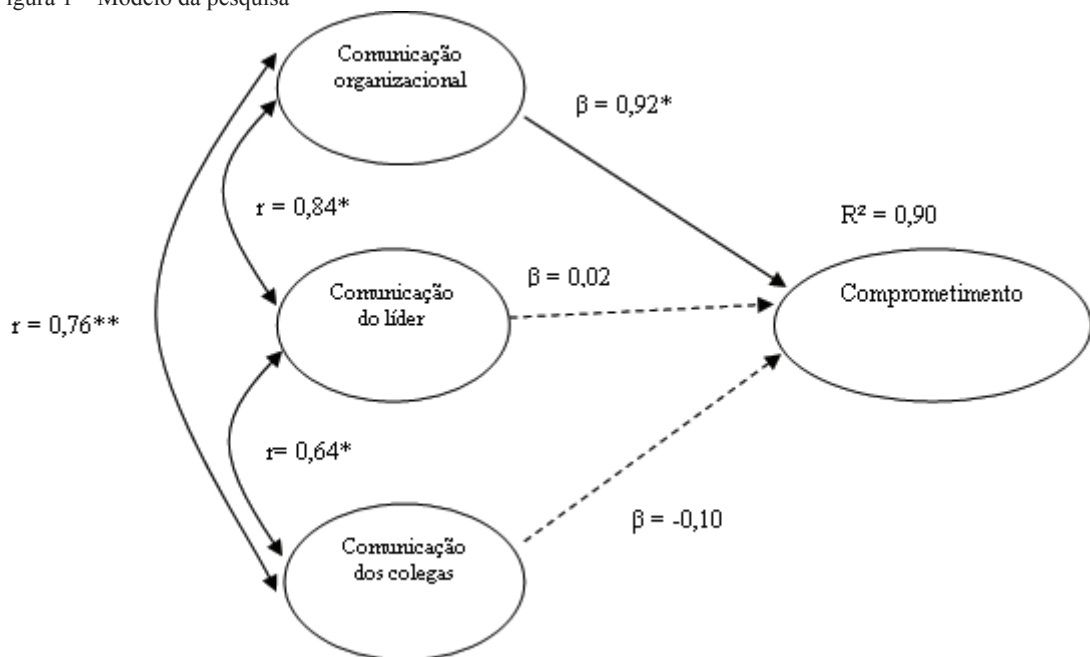 igura 1 – Modelo da pesquisa
Comunicação
organizacional
β = 0,92*
r = 0,84*
R² = 0,90
Comunicação
do líder
β = 0,02
Comprometimento
r = 0,76**
r= 0,64*
β = -0,10
Comunicação
dos colegas